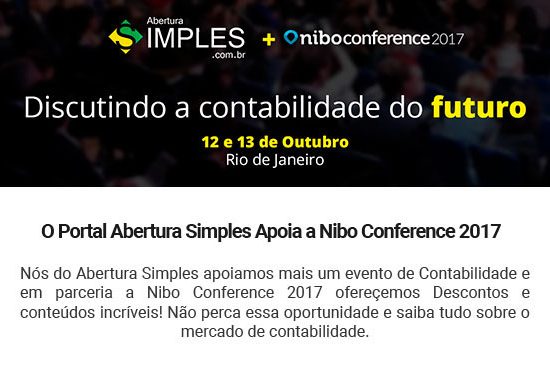 Abertura
SIMPLES
.com.br
+ niboconference2017
Discutindo a contabilidade do futuro
12 e 13 de Outubro
Rio de Janeiro
O Portal Abertura Simples Apoia a Nibo Conference 2017
Nós do Abertura Simples apoiamos mais um evento de Contabilidade e
em parceria a Nibo Conference 2017 ofereçemos Descontos e
conteúdos incríveis! Não perca essa oportunidade e saiba tudo sobre o
mercado de contabilidade.